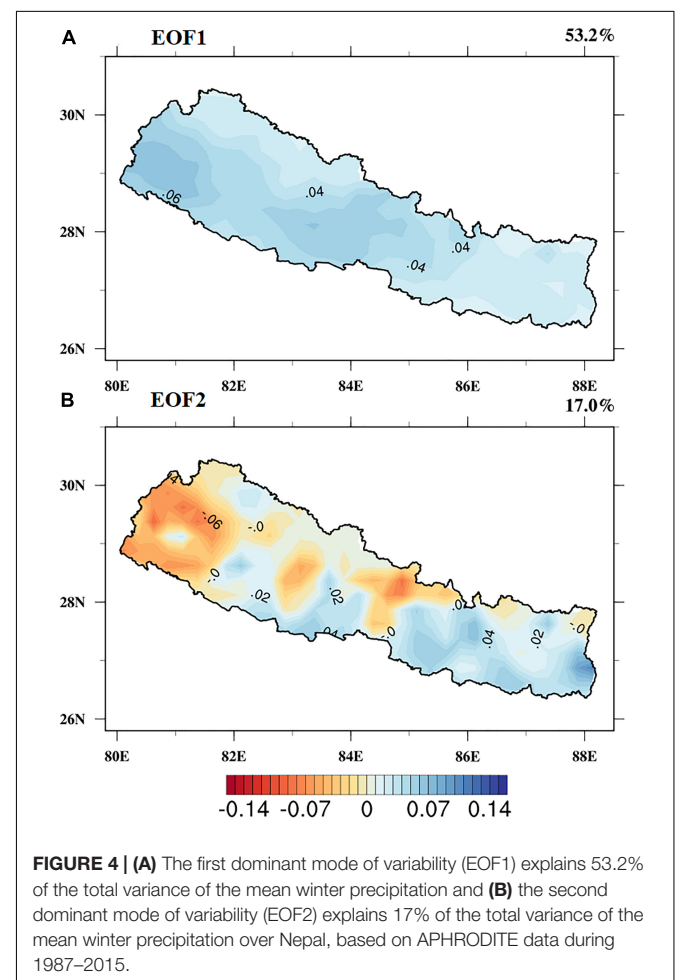 A EOF1 53.2%
30N
.06 .04
28N
.04
.04
26N
80E 82E 84E 86E 88E
B EOF2 17.0%
30N
-.06 -.0
-.0 .02 .02 .0
28N
-.0 .04 .02 -.0
26N
80E 82E 84E 86E 88E
-0.14 -0.07 0 0.07 0.14
FIGURE 4 | (A) The first dominant mode of variability (EOF1) explains 53.2%
of the total variance of the mean winter precipitation and (B) the second
dominant mode of variability (EOF2) explains 17% of the total variance of the
mean winter precipitation over Nepal, based on APHRODITE data during
1987–2015.